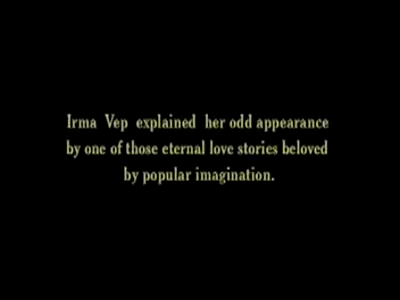 Irma Vep explained her odd appearance
by one of those eternal love stories beloved
by popular imagination.